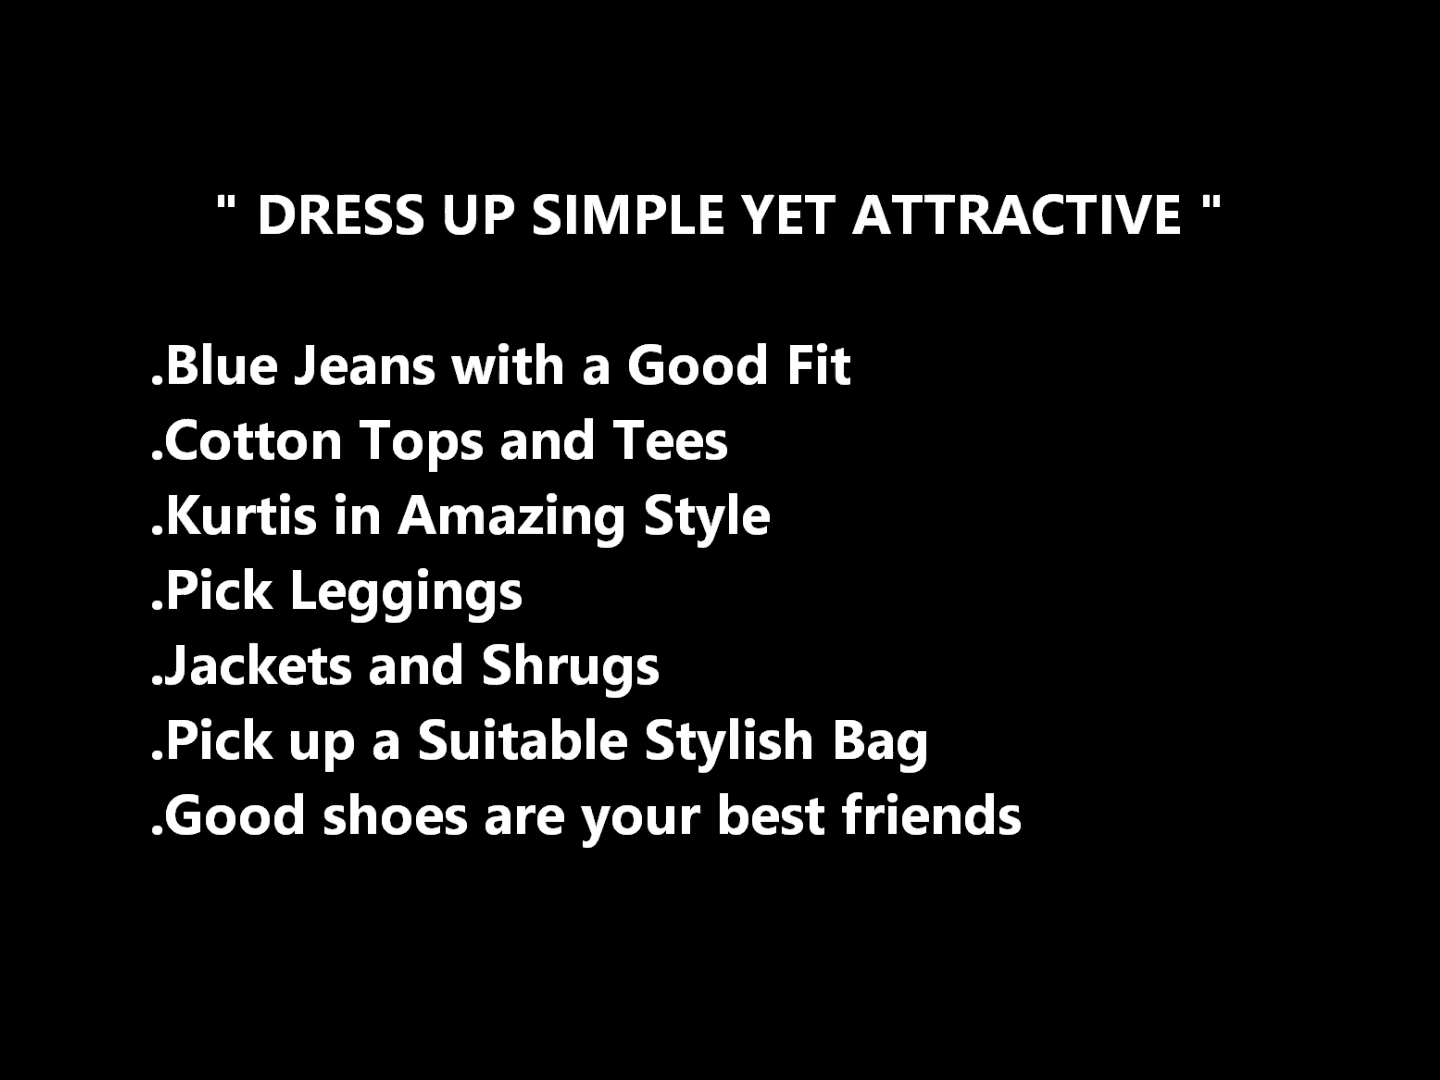 " DRESS UP SIMPLE YET ATTRACTIVE "
.Blue Jeans with a Good Fit
.Cotton Tops and Tees
.Kurtis in Amazing Style
.Pick Leggings
.Jackets and Shrugs
.Pick up a Suitable Stylish Bag
.Good shoes are your best friends